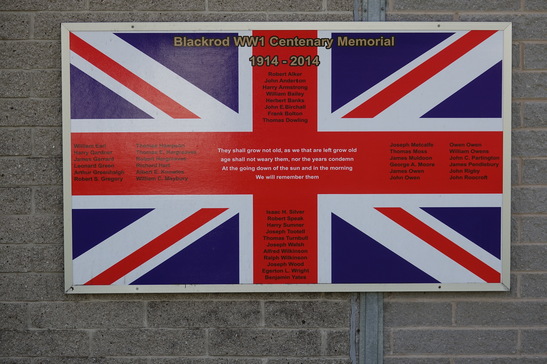 Blackrod WW1 Centenary Memorial
1914 - 2014
Robert Alker
John Anderton
Harry Armstrong
William Bailey
Herbert Banks
John E Birchall
Frank Bolton
Thomas Dowling
William Earl
Harry
James Garrard
Leonard Green
Arthur Greenhalgh
Robert S. Gregory
Thomas
Thomas C.
Robert
Richard Hart
Albert E.
William C. Maybury
They shall grow not old, as we that are left grow old
age shall not weary them, nor the years condemn
At the going down of the sun and in the morning
We will remember them
Joseph Metcalfe
Thomas Moss
James Muldoon
George A. Moore
James Owen
John Owen
Owen Owen
William Owens
John C. Partington
James Pendlebury
John Rigby
John Roscroft
Isaac H. Silver
Robert Speak
Harry Sumner
Joseph
Thomas Turnbull
Joseph Walsh
Alfred Wilkinson
Ralph Wilkinson
Joseph Wood
Egerton L. Wright
Benjamin Yates